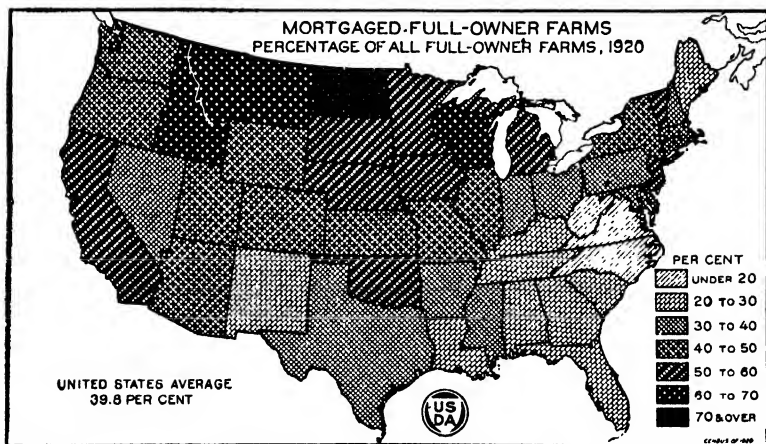 MORTGAGED-FULL-OWNER FARMS
PERCENTAGE OF ALL FULL-OWNER FARMS, 1920
PER CENT
UNDER 20
20 TO 30
30 TO 40
40 TO 50
50 TO 60
60 TO 70
70 & OVER
UNITED STATES AVERAGE
39.8 PER CENT
US
DA